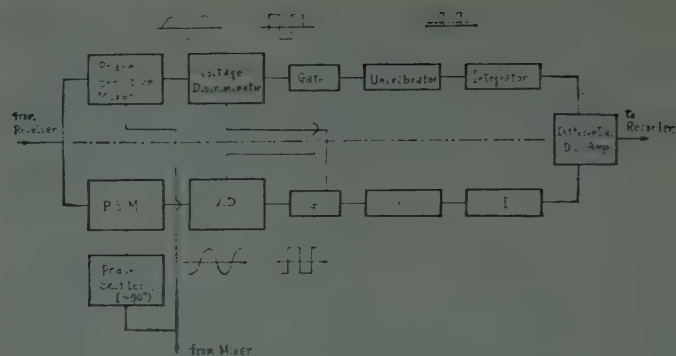 Phase
Sensitive
Mixer
Voltage
Discriminator
Gate
Univibrator
Integrator
from
Receiver
to
Recorder
Differential
D.C. Amp.
P S M
V.D
G
I
Phase
Shifter
(~90°)
from Mixer